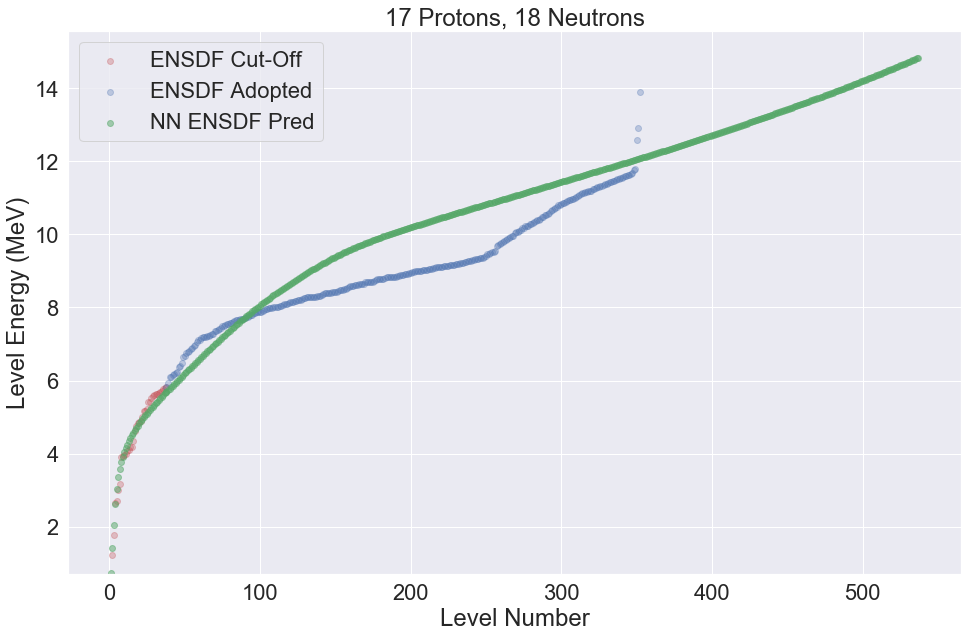 17 Protons, 18 Neutrons
ENSDF Cut-Off
ENSDF Adopted
NN ENSDF Pred
Level Energy (MeV)
14
12
10
8
6
4
2
0 100 200 300 400 500
Level Number